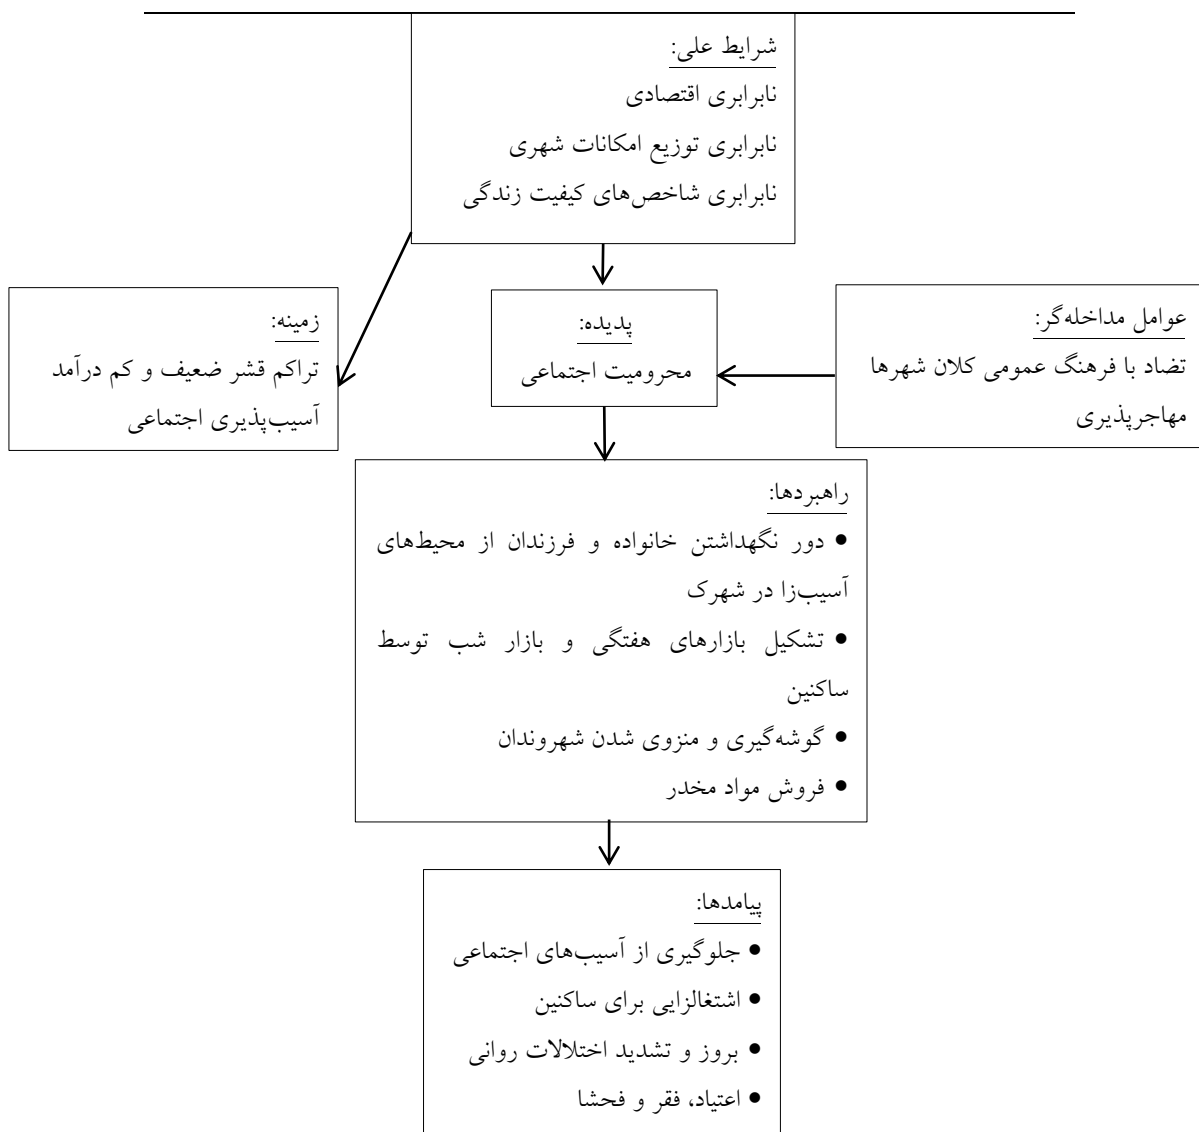 شرایط علی:
نابرابری اقتصادی
نابرابری توزیع امکانات شهری
نابرابری شاخص‌های کیفیت زندگی
عوامل مداخله‌گر:
تضاد با فرهنگ عمومی کلان شهرها
مهاجرپذیری
پدیده:
محرومیت اجتماعی
زمینه:
تراکم قشر ضعیف و کم درآمد
آسیب‌پذیری اجتماعی
راهبردها:
● دور نگهداشتن خانواده و فرزندان از محیط‌های
آسیب‌زا در شهرک
● تشکیل بازارهای هفتگی و بازار شب توسط
ساکنین
● گوشه‌گیری و منزوی شدن شهروندان
● فروش مواد مخدر
پیامدها:
● جلوگیری از آسیب‌های اجتماعی
● اشتغالزایی برای ساکنین
● بروز و تشدید اختلالات روانی
● اعتیاد، فقر و فحشا